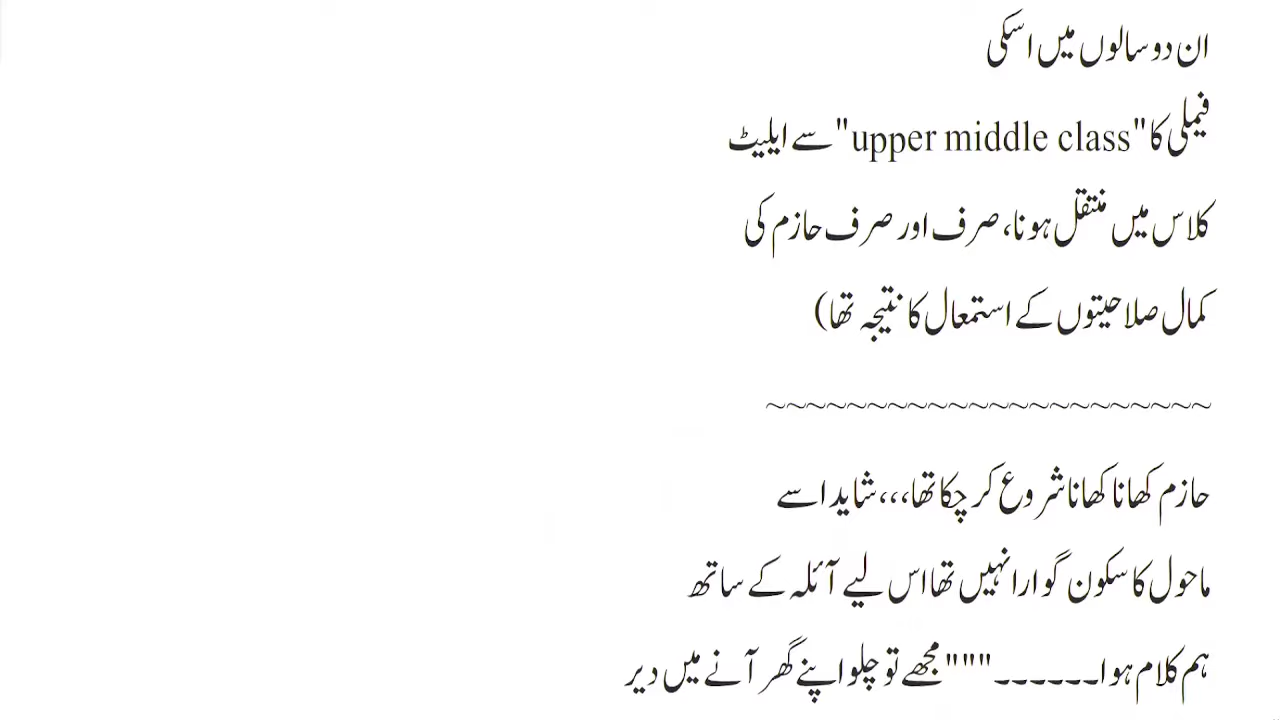 ان دو سالوں میں اسکی
فیملی کا "upper middle class" سے ایلیٹ
کلاس میں منتقل ہونا، صرف اور صرف حازم کی
کمال صلاحیتوں کے استمعال کا نتیجہ تھا)
~~~~~~~~~~~~~~~~~~~~~~
حازم کھانا کھانا شروع کر چکا تھا،،،شاید اسے
ماحول کا سکون گوارا نہیں تھا اس لیے آئلہ کے ساتھ
ہم کلام ہوا۔۔۔۔۔۔"""مجھے تو چلو اپنے گھر آنے میں دیر